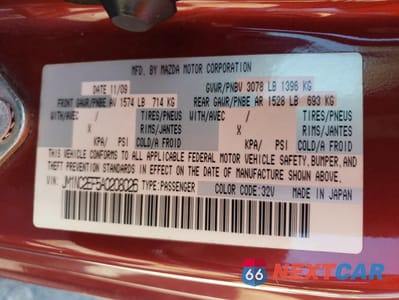 MFD. BY MAZDA MOTOR CORPORATION
DATE 11/09 GVWR/PNBV 3078 LB 1396 KG
FRONT GAWR/PNBE AV 1574 LB 714 KG REAR GAWR/PNBE AR 1528 LB 693 KG
WITH/AVEC TIRES/PNEUS WITH/AVEC TIRES/PNEUS
X RIMS/JANTES X RIMS/JANTES
KPA/ PSI COLD/A FROID KPA/ PSI COLD/A FROID
THIS VEHICLE CONFORMS TO ALL APPLICABLE FEDERAL MOTOR VEHICLE SAFETY, BUMPER, AND
THEFT PREVENTION STANDARDS IN EFFECT ON THE DATE OF MANUFACTURE SHOWN ABOVE.
JM1NC2EF5A0208026 TYPE:PASSENGER COLOR CODE:32V MADE IN JAPAN
66 NEXTCAR